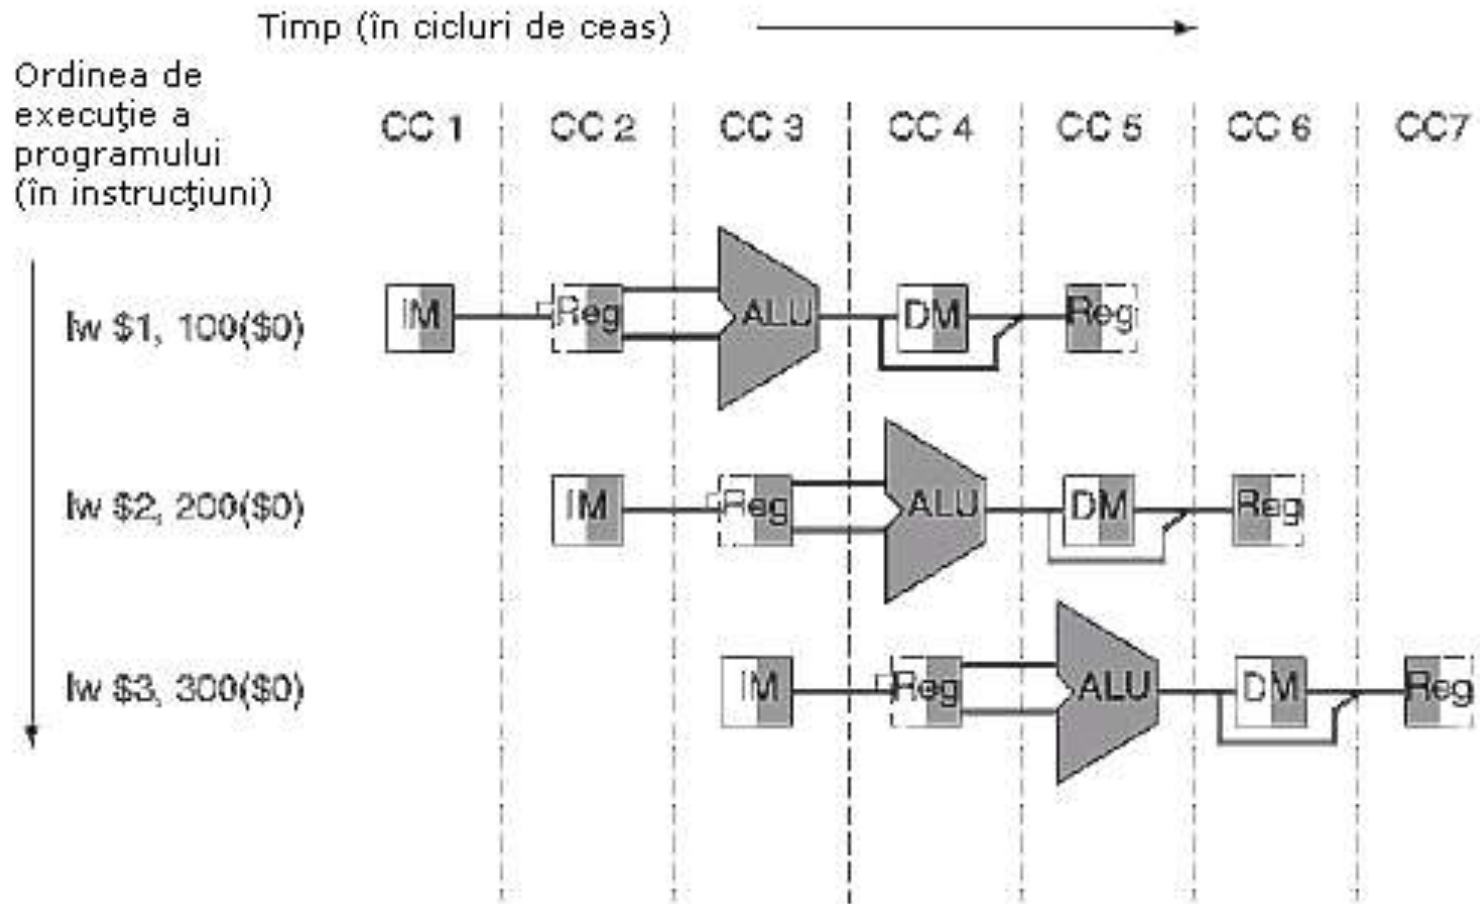 Timp (în cicluri de ceas)
Ordinea de
execuţie a
programului
(în instrucţiuni)
CC 1 CC 2 CC 3 CC 4 CC 5 CC 6 CC7
lw $1, 100($0) IM Reg ALU DM Reg
lw $2, 200($0) IM Reg ALU DM Reg
lw $3, 300($0) IM Reg ALU DM Reg